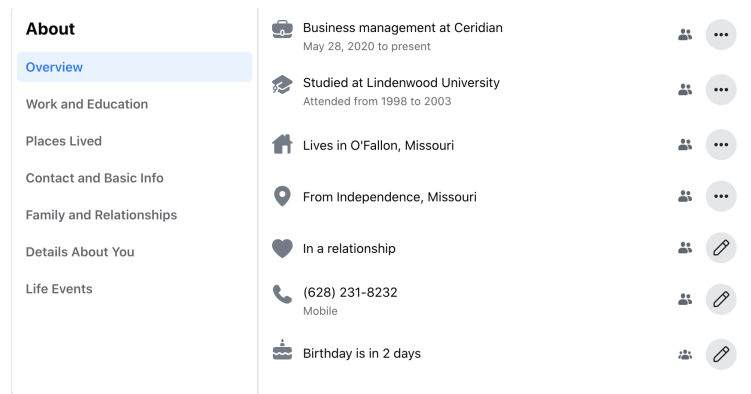 About
Overview
Work and Education
Places Lived
Contact and Basic Info
Family and Relationships
Details About You
Life Events
Business management at Ceridian
May 28, 2020 to present
Studied at Lindenwood University
Attended from 1998 to 2003
Lives in O'Fallon, Missouri
From Independence, Missouri
In a relationship
(628) 231-8232
Mobile
Birthday is in 2 days